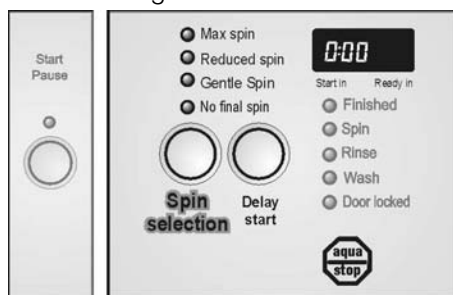 Start
Pause
Max spin
Reduced spin
Gentle Spin
No final spin
Spin
selection
Delay
start
0:00
Start in Ready in
Finished
Spin
Rinse
Wash
Door locked
aqua
stop